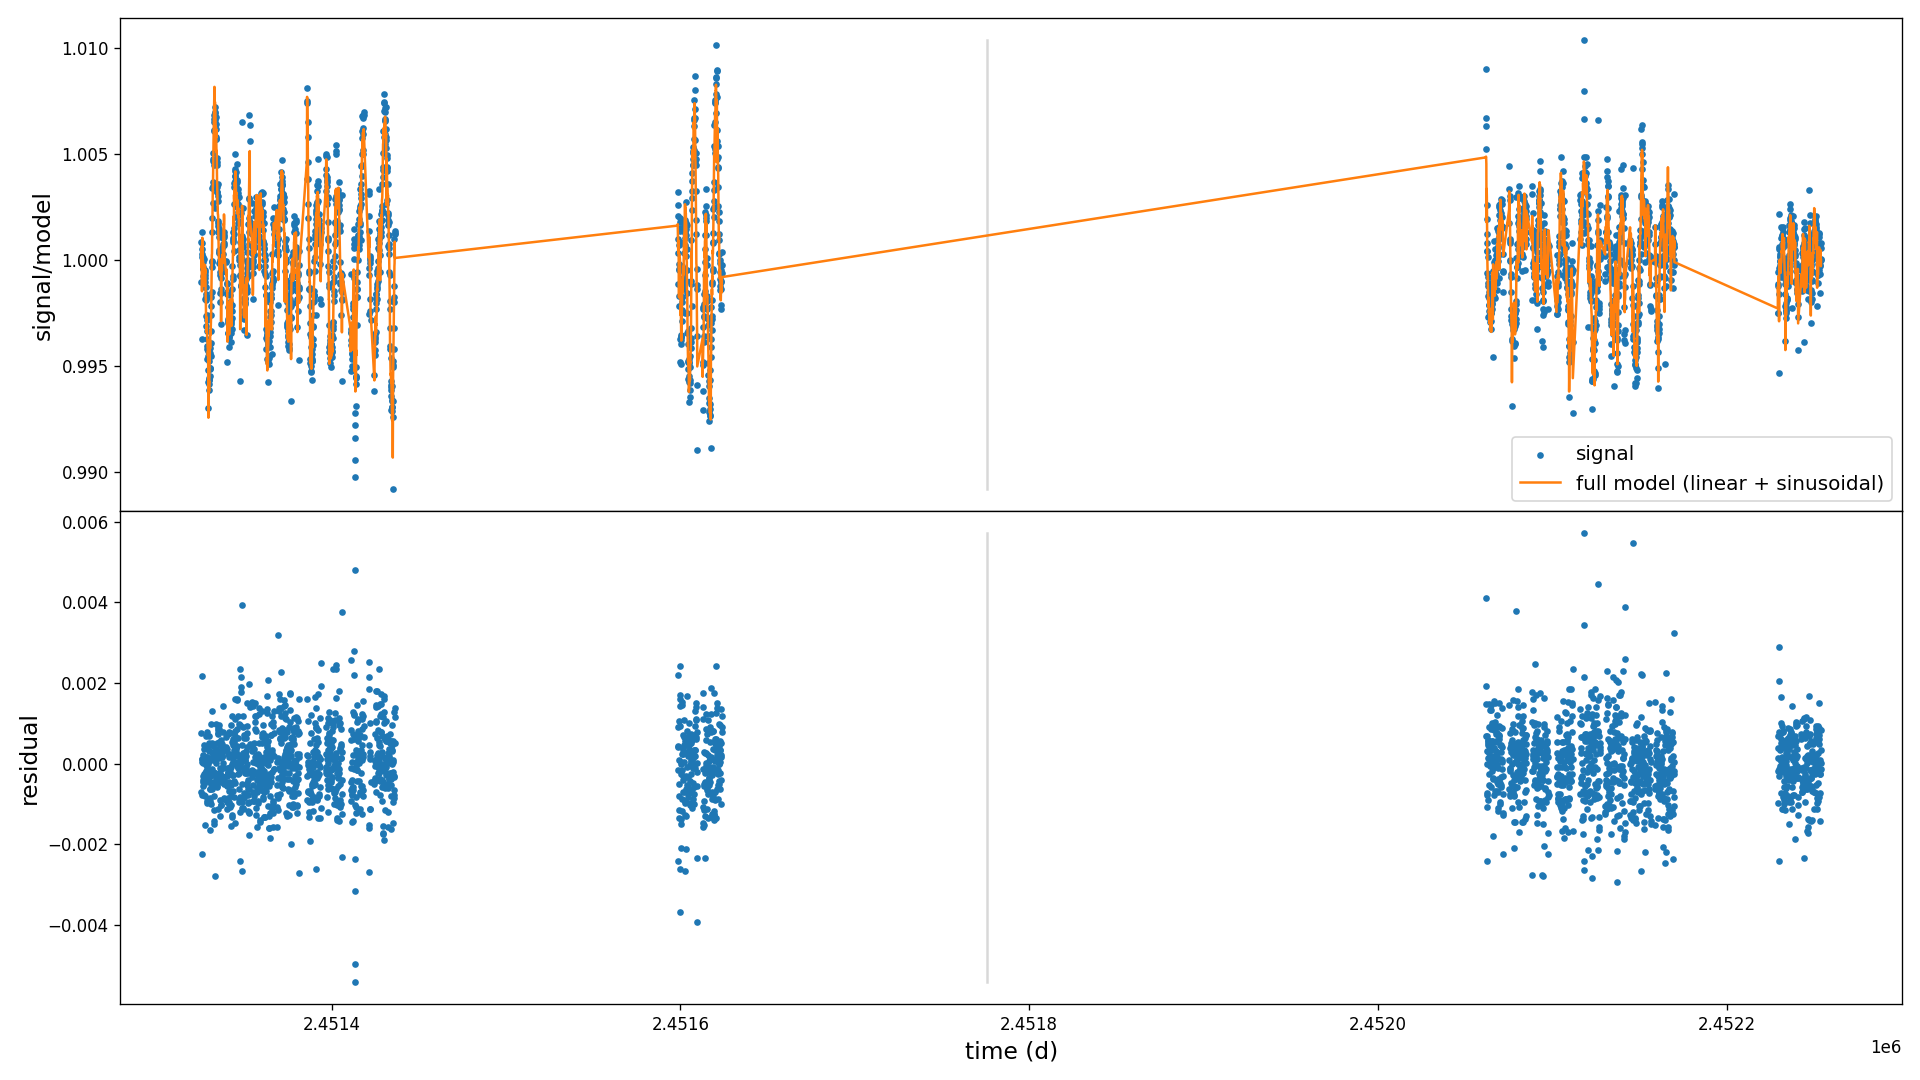 1.010
1.005
1.000
0.995
0.990
signal/model
signal
full model (linear + sinusoidal)
0.006
0.004
0.002
0.000
−0.002
−0.004
residual
2.4514
2.4516
2.4518
2.4520
2.4522
time (d)
1e6